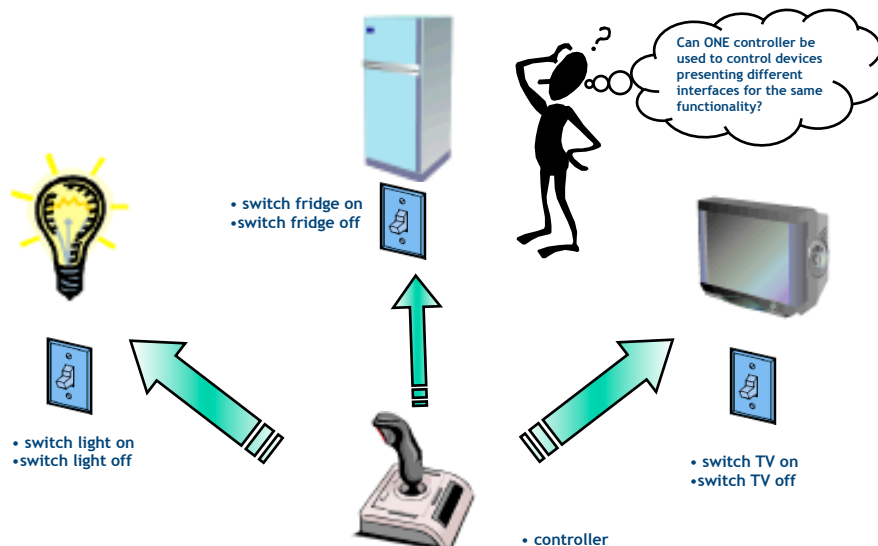 Can ONE controller be
used to control devices
presenting different
interfaces for the same
functionality?
?
• switch fridge on
•switch fridge off
• switch light on
•switch light off
• switch TV on
•switch TV off
• controller